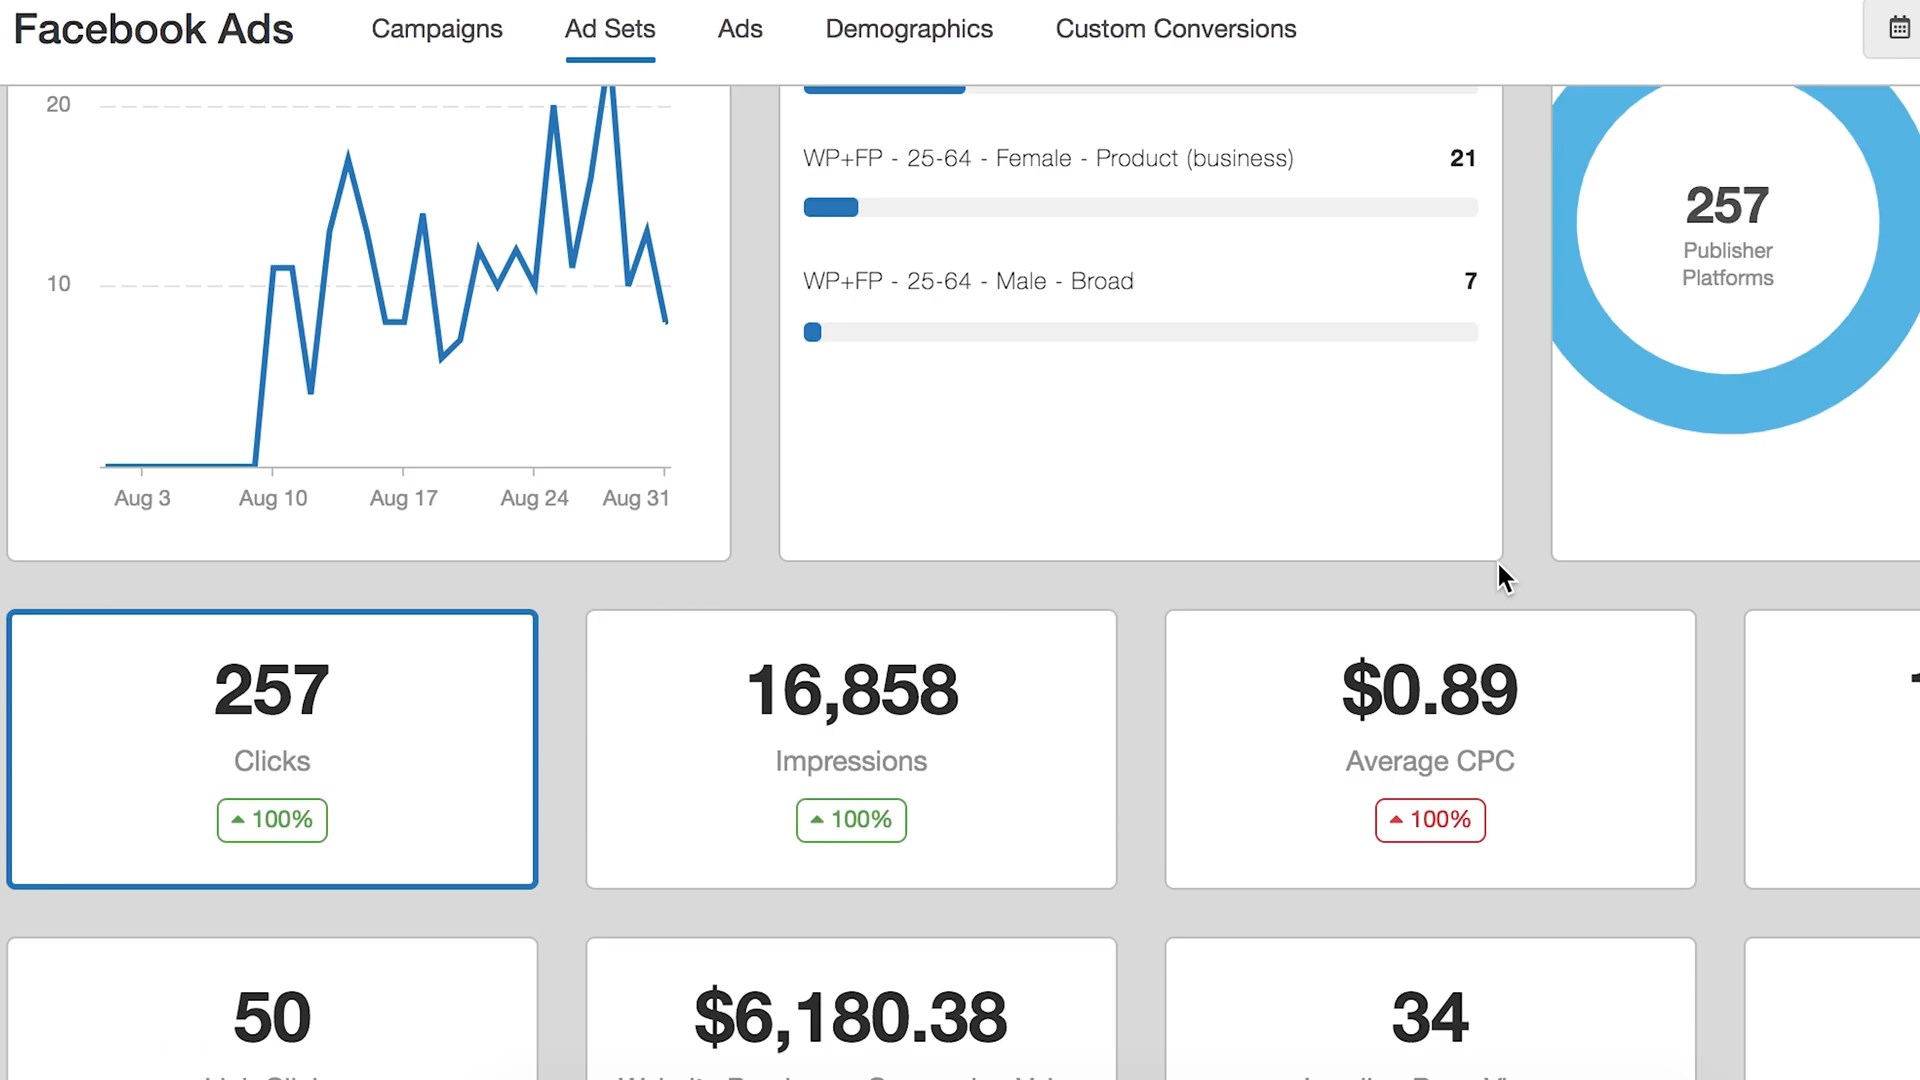 Facebook Ads
Campaigns
Ad Sets
Ads
Demographics
Custom Conversions
20
10
Aug 3
Aug 10
Aug 17
Aug 24
Aug 31
WP+FP - 25-64 - Female - Product (business)
21
WP+FP - 25-64 - Male - Broad
7
257
Publisher
Platforms
257
Clicks
100%
16,858
Impressions
100%
$0.89
Average CPC
100%
50
$6,180.38
34